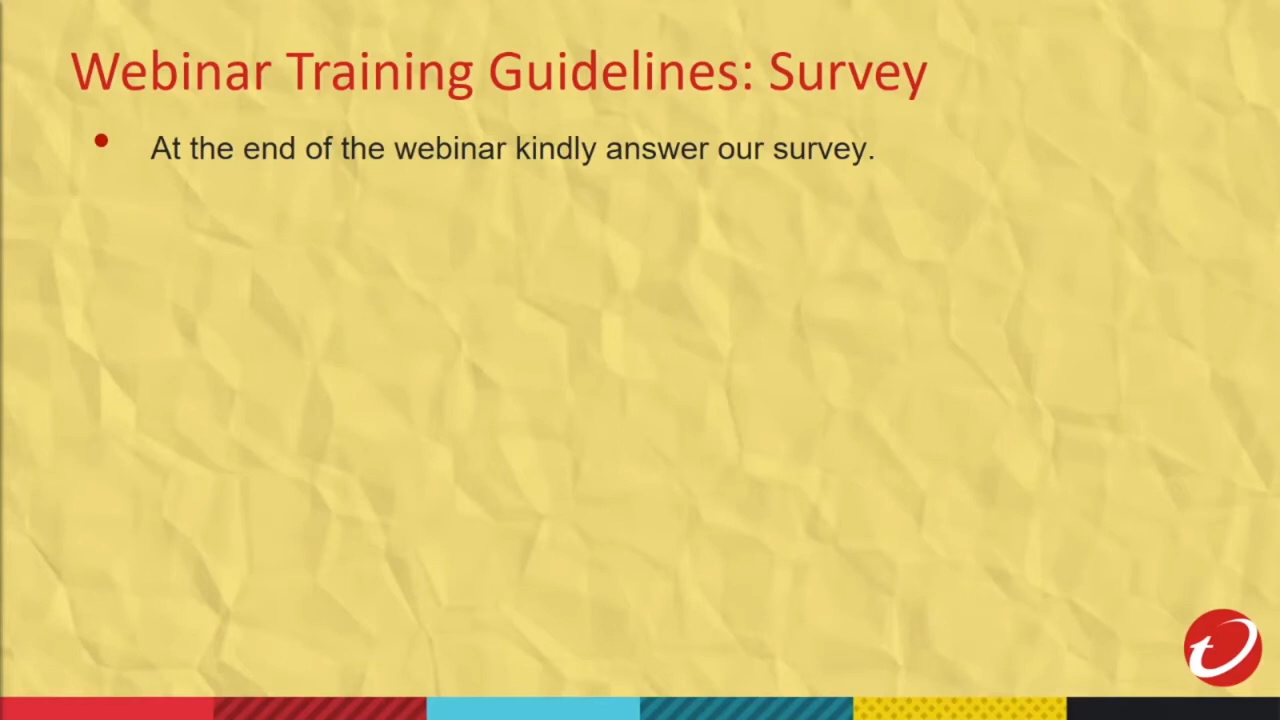 Webinar Training Guidelines: Survey
At the end of the webinar kindly answer our survey.